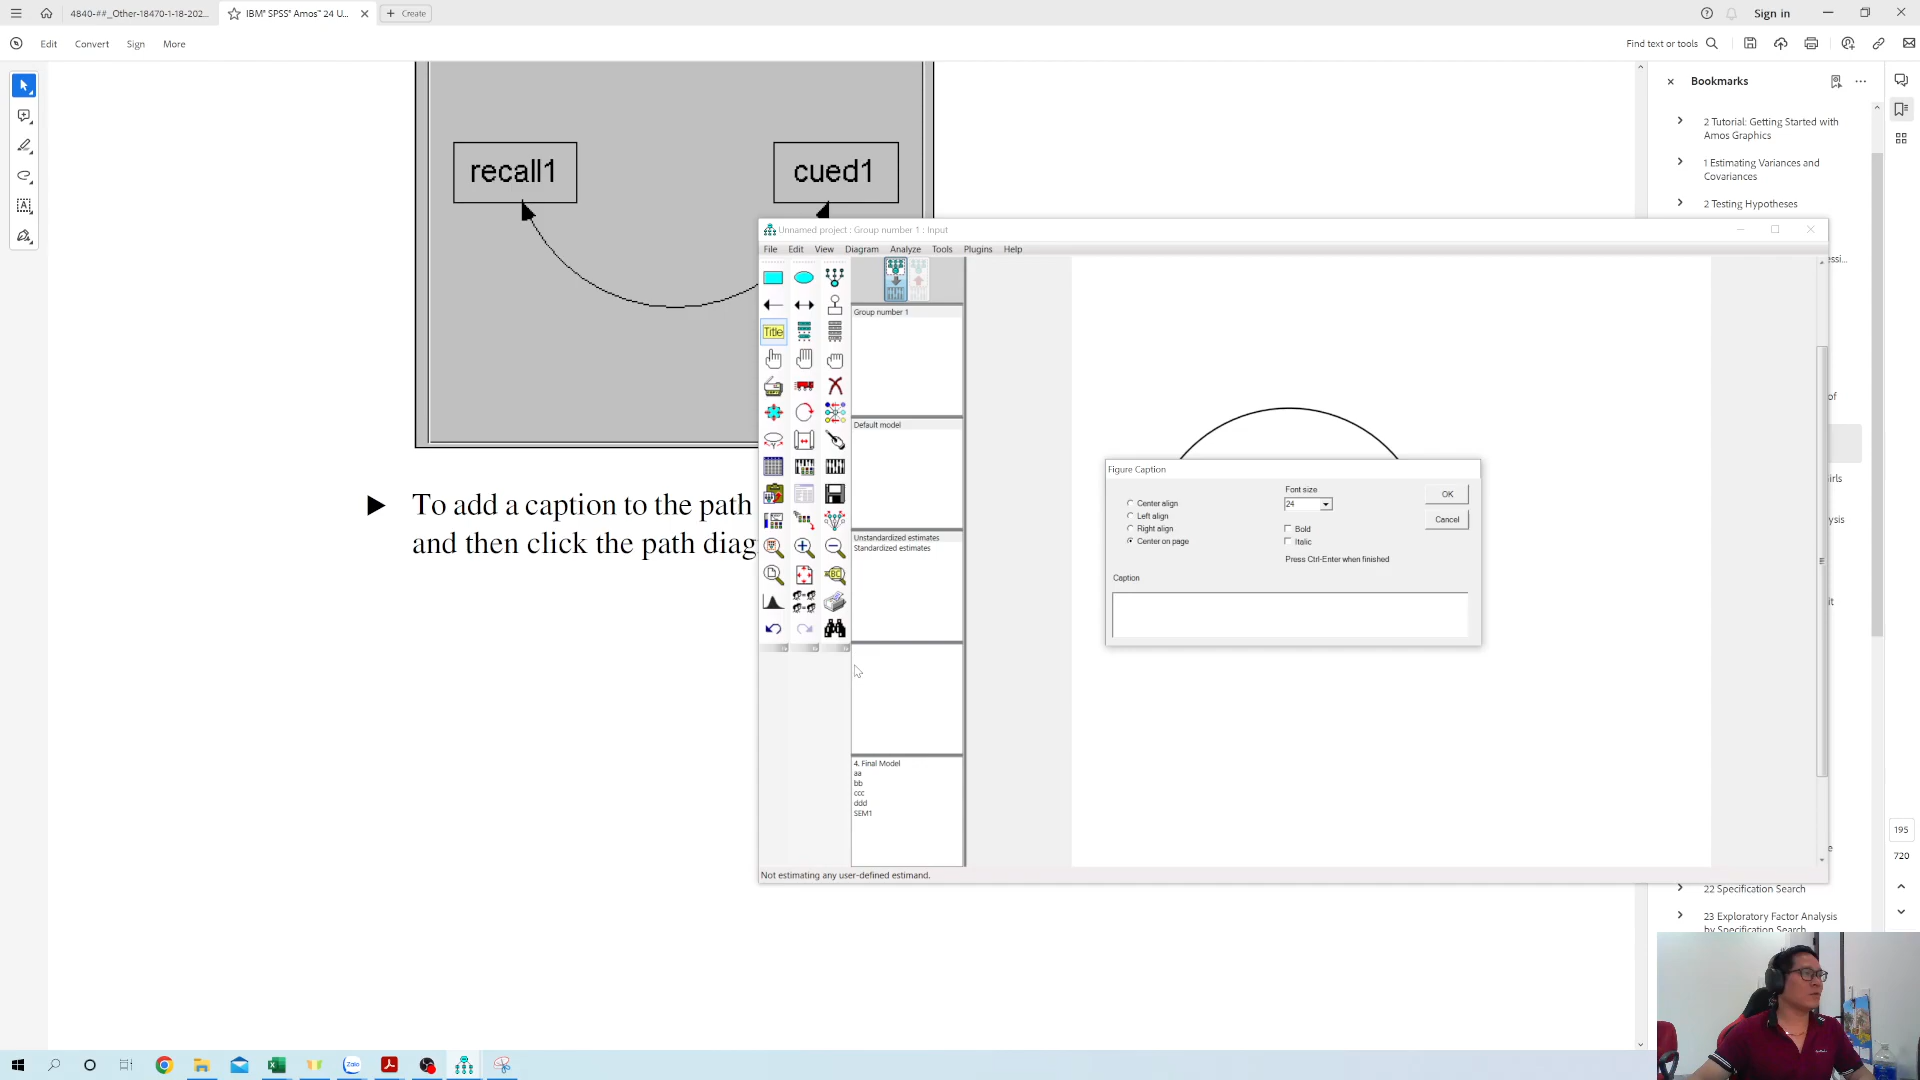 4840-##_Other-18470-1-18-202...
IBM® SPSS® Amos™ 24 U...
Create
Sign in
Edit
Convert
Sign
More
Find text or tools
recall1
cued1
To add a caption to the path
and then click the path diag
Bookmarks
2 Tutorial: Getting Started with
Amos Graphics
1 Estimating Variances and
Covariances
2 Testing Hypotheses
22 Specification Search
23 Exploratory Factor Analysis
by Specification Search
195
720
Unnamed project : Group number 1 : Input
File
Edit
View
Diagram
Analyze
Tools
Plugins
Help
Title
Group number 1
Default model
Unstandardized estimates
Standardized estimates
4. Final Model
aa
bb
ccc
ddd
SEM1
Not estimating any user-defined estimand.
Figure Caption
Center align
Left align
Right align
Center on page
Font size
24
Bold
Italic
Press Ctrl-Enter when finished
OK
Cancel
Caption
Zalo